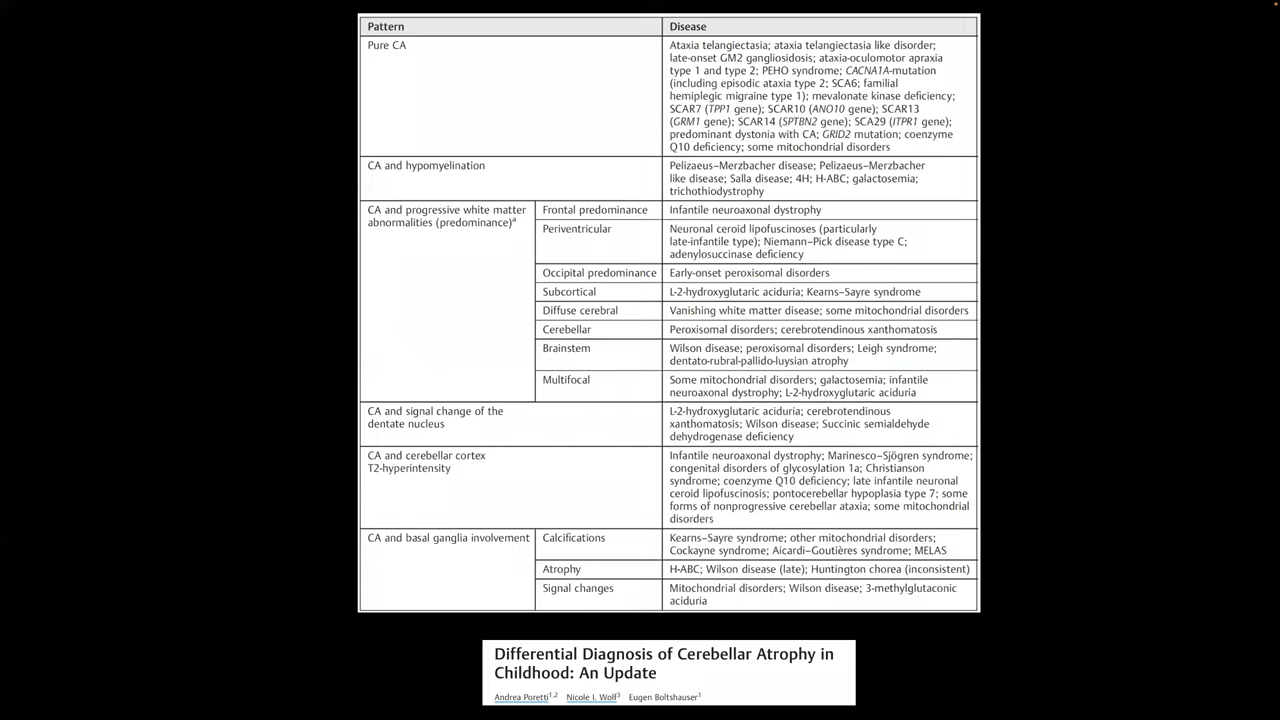 Pattern Disease
Pure CA
Ataxia telangiectasia; ataxia telangiectasia like disorder;
late-onset GM2 gangliosidosis; ataxia-oculomotor apraxia
type 1 and type 2; PEHO syndrome; CACNA1A-mutation
(including episodic ataxia type 2; SCA6; familial
hemiplegic migraine type 1); mevalonate kinase deficiency;
SCAR7 (TPP1 gene); SCAR10 (ANO10 gene); SCAR13
(GRM1 gene); SCAR14 (SPTBN2 gene); SCA29 (ITPR1 gene);
predominant dystonia with CA; GRID2 mutation; coenzyme
Q10 deficiency; some mitochondrial disorders
CA and hypomyelination
Pelizaeus–Merzbacher disease; Pelizaeus–Merzbacher
like disease; Salla disease; 4H; H-ABC; galactosemia;
trichothiodystrophy
CA and progressive white matter
abnormalities (predominance)a
Frontal predominance
Infantile neuroaxonal dystrophy
Periventricular
Neuronal ceroid lipofuscinoses (particularly
late-infantile type); Niemann–Pick disease type C;
adenylosuccinase deficiency
Occipital predominance
Early-onset peroxisomal disorders
Subcortical
L-2-hydroxyglutaric aciduria; Kearns–Sayre syndrome
Diffuse cerebral
Vanishing white matter disease; some mitochondrial disorders
Cerebellar
Peroxisomal disorders; cerebrotendinous xanthomatosis
Brainstem
Wilson disease; peroxisomal disorders; Leigh syndrome;
dentato-rubral-pallido-luysian atrophy
Multifocal
Some mitochondrial disorders; galactosemia; infantile
neuroaxonal dystrophy; L-2-hydroxyglutaric aciduria
CA and signal change of the
dentate nucleus
L-2-hydroxyglutaric aciduria; cerebrotendinous
xanthomatosis; Wilson disease; Succinic semialdehyde
dehydrogenase deficiency
CA and cerebellar cortex
T2-hyperintensity
Infantile neuroaxonal dystrophy; Marinesco–Sjögren syndrome;
congenital disorders of glycosylation 1a; Christianson
syndrome; coenzyme Q10 deficiency; late infantile neuronal
ceroid lipofuscinosis; pontocerebellar hypoplasia type 7; some
forms of nonprogressive cerebellar ataxia; some mitochondrial
disorders
CA and basal ganglia involvement
Calcifications
Kearns–Sayre syndrome; other mitochondrial disorders;
Cockayne syndrome; Aicardi–Goutières syndrome; MELAS
Atrophy
H-ABC; Wilson disease (late); Huntington chorea (inconsistent)
Signal changes
Mitochondrial disorders; Wilson disease; 3-methylglutaconic
aciduria
Differential Diagnosis of Cerebellar Atrophy in
Childhood: An Update
Andrea Poretti1,2 Nicole I. Wolf3 Eugen Boltshauser1